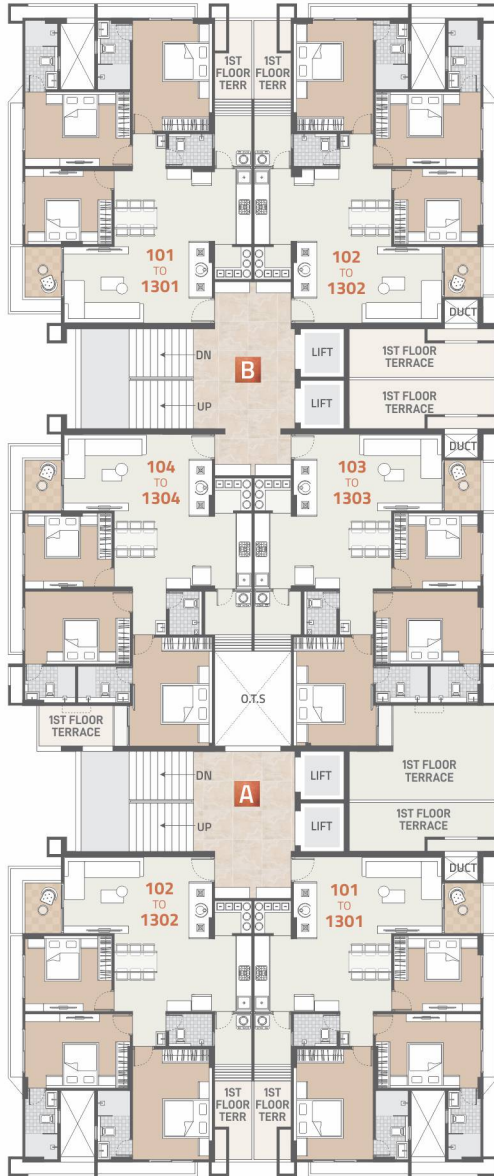 1ST
FLOOR
TERR
1ST
FLOOR
TERR
101
TO
1301
102
TO
1302
DUCT
DN
UP
B
LIFT
LIFT
1ST FLOOR
TERRACE
1ST FLOOR
TERRACE
DUCT
104
TO
1304
103
TO
1303
O.T.S
1ST FLOOR
TERRACE
DN
UP
A
LIFT
LIFT
1ST FLOOR
TERRACE
1ST FLOOR
TERRACE
DUCT
102
TO
1302
101
TO
1301
1ST
FLOOR
TERR
1ST
FLOOR
TERR